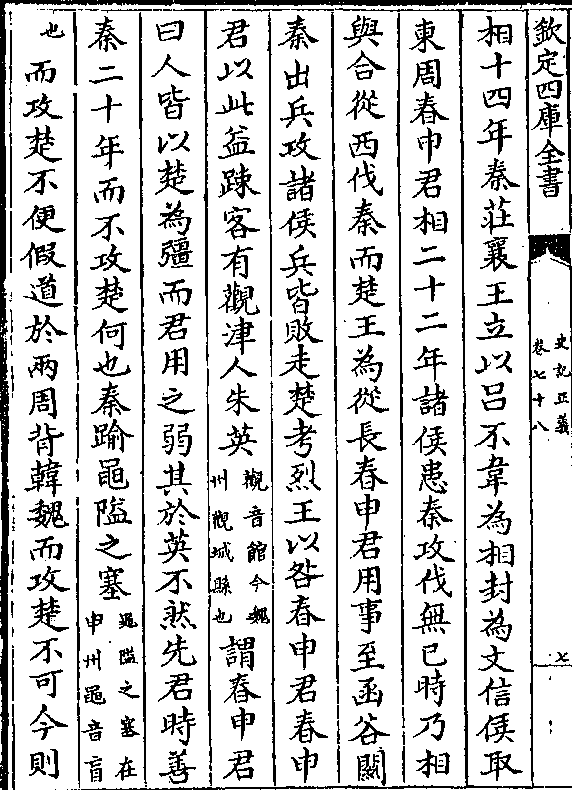 欽定四庫全書
史記正義
卷七十八
七
相十四年秦莊襄王立以吕不韋為相封為文信侯取
東周春申君相二十二年諸侯患秦攻伐無已時乃相
與合從西伐秦而楚王為從長春申君用事至函谷關
秦出兵攻諸侯兵皆敗走楚考烈王以咎春申君春申
君以此益踈客有觀津人朱英觀音館今魏州觀城縣也謂春申君
曰人皆以楚為彊而君用之弱其於英不然先君時善
秦二十年而不攻楚何也秦踰黽隘之塞黽隘之塞在申州黽音盲
也而攻楚不便假道於兩周背韓魏而攻楚不可今則